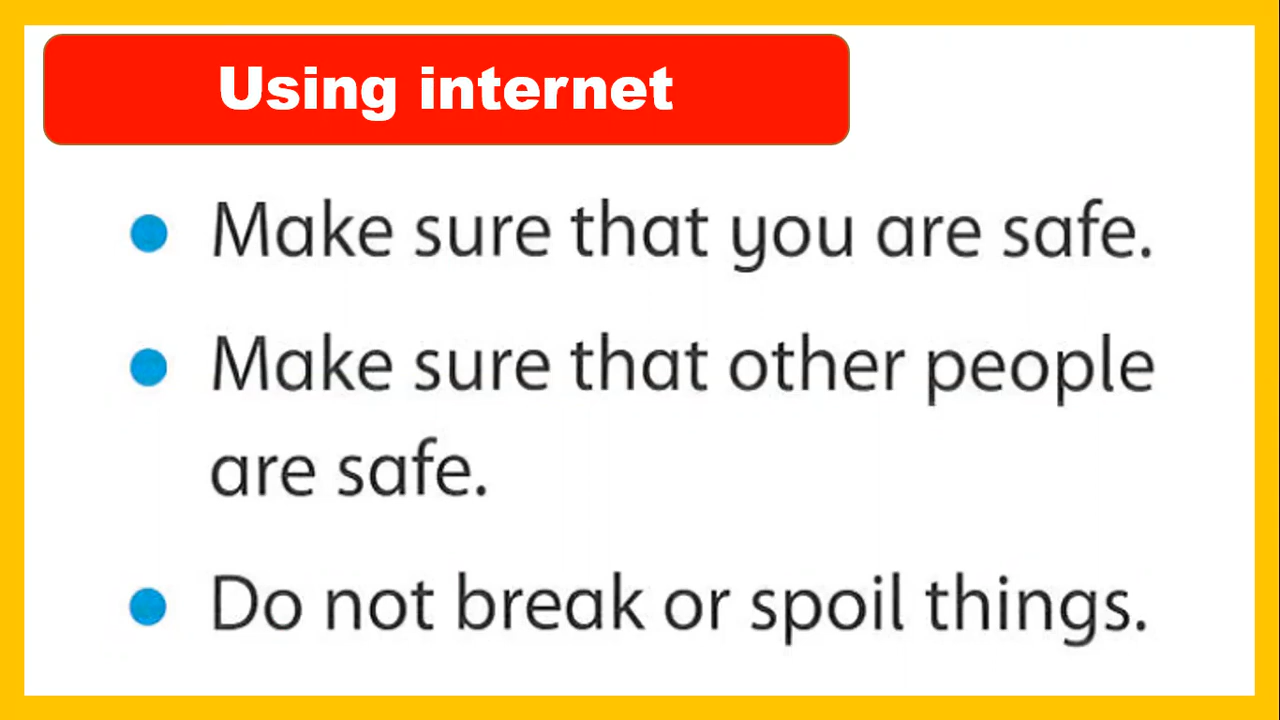 Using internet
Make sure that you are safe.
Make sure that other people
are safe.
Do not break or spoil things.